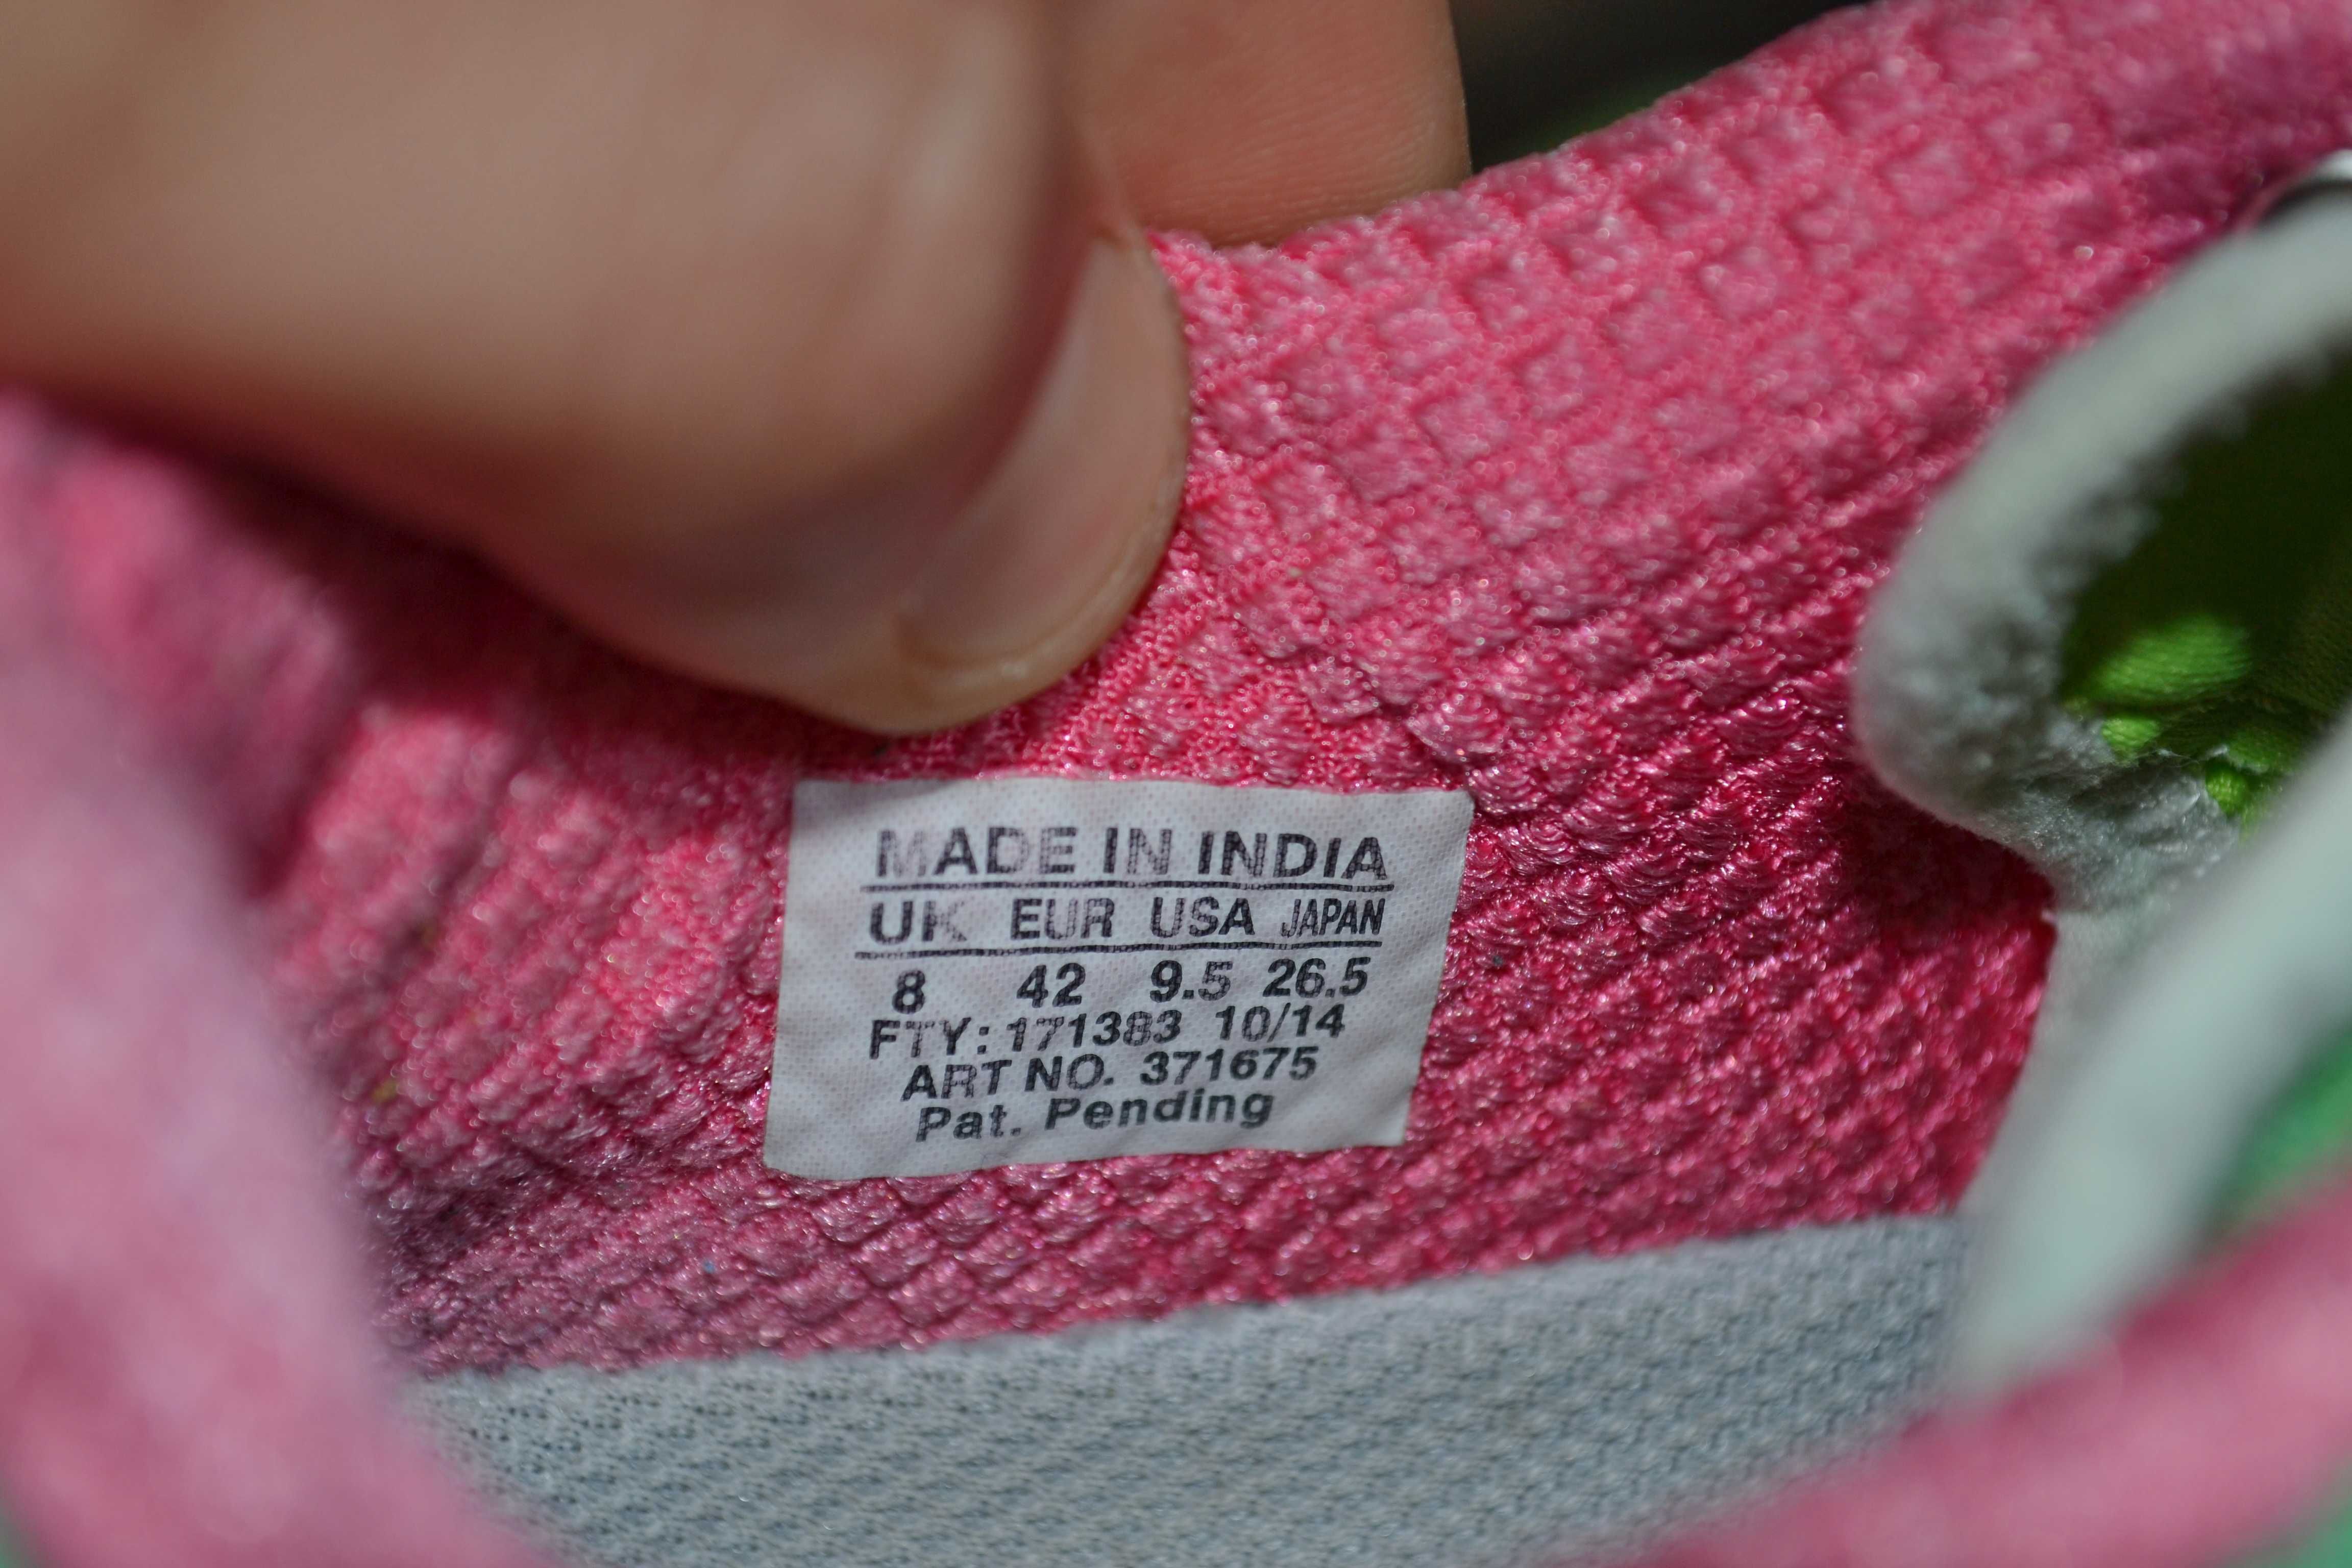 MADE IN INDIA
UK EUR USA JAPAN
8 42 9.5 26.5
FTY: 171383 10/14
ART NO. 371675
Pat. Pending